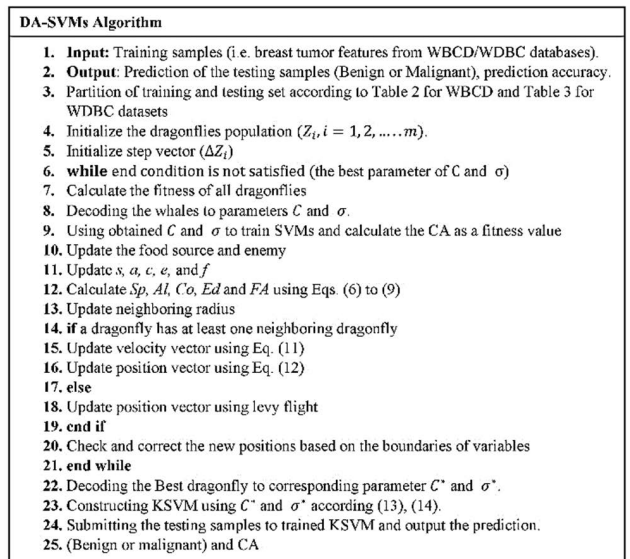 DA-SVMs Algorithm
1. Input: Training samples (i.e. breast tumor features from WBCD/WDBC databases).
2. Output: Prediction of the testing samples (Benign or Malignant), prediction accuracy.
3. Partition of training and testing set according to Table 2 for WBCD and Table 3 for
WDBC datasets
4. Initialize the dragonflies population (Zᵢ, i = 1, 2, .....m).
5. Initialize step vector (ΔZᵢ)
6. while end condition is not satisfied (the best parameter of C and σ)
7. Calculate the fitness of all dragonflies
8. Decoding the whales to parameters C and σ.
9. Using obtained C and σ to train SVMs and calculate the CA as a fitness value
10. Update the food source and enemy
11. Update s, a, c, e, and f
12. Calculate Sp, Al, Co, Ed and FA using Eqs. (6) to (9)
13. Update neighboring radius
14. if a dragonfly has at least one neighboring dragonfly
15. Update velocity vector using Eq. (11)
16. Update position vector using Eq. (12)
17. else
18. Update position vector using levy flight
19. end if
20. Check and correct the new positions based on the boundaries of variables
21. end while
22. Decoding the Best dragonfly to corresponding parameter C* and σ*.
23. Constructing KSVM using C* and σ* according (13), (14).
24. Submitting the testing samples to trained KSVM and output the prediction.
25. (Benign or malignant) and CA